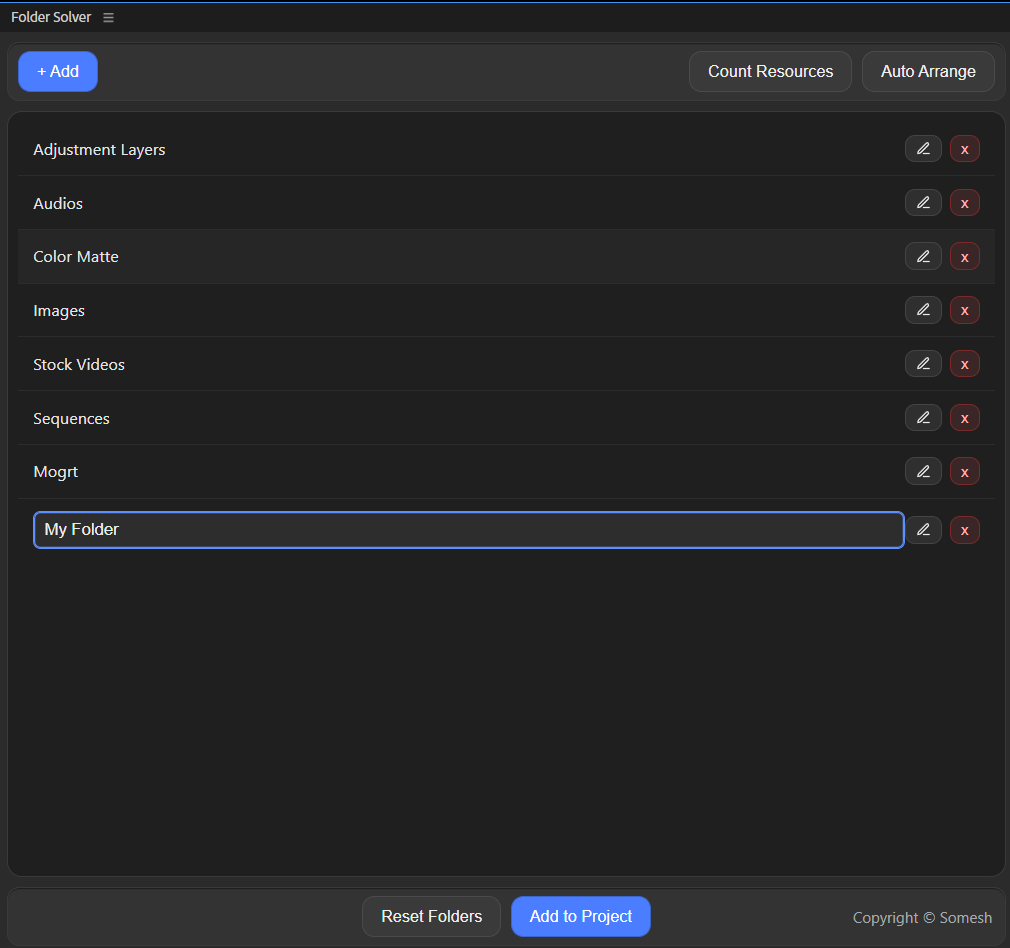 Folder Solver
+ Add
Count Resources
Auto Arrange
Adjustment Layers
x
Audios
x
Color Matte
x
Images
x
Stock Videos
x
Sequences
x
Mogrt
x
My Folder
x
Reset Folders
Add to Project
Copyright © Somesh